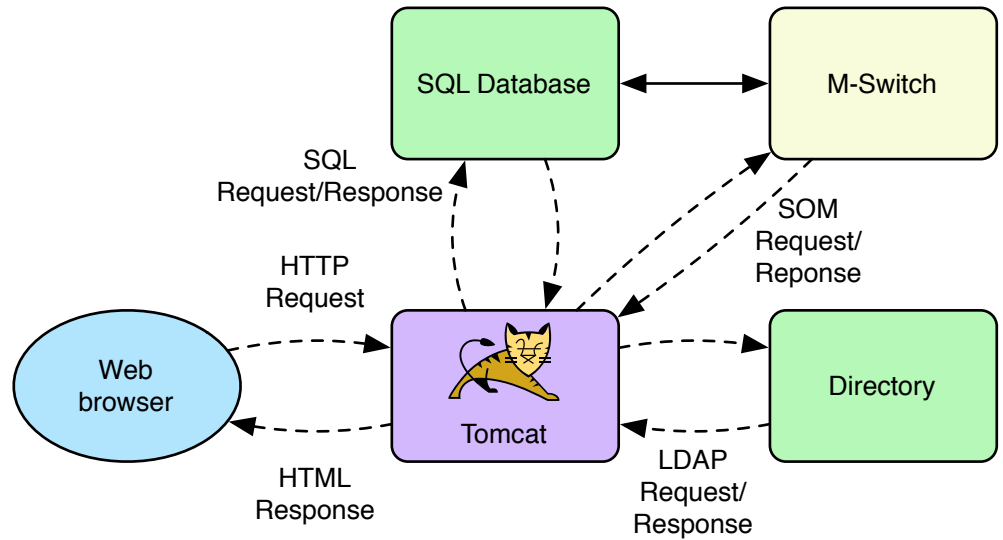 SQL Database
M-Switch
SQL
Request/Response
SOM
Request/
Reponse
HTTP
Request
Web
browser
Tomcat
Directory
HTML
Response
LDAP
Request/
Response